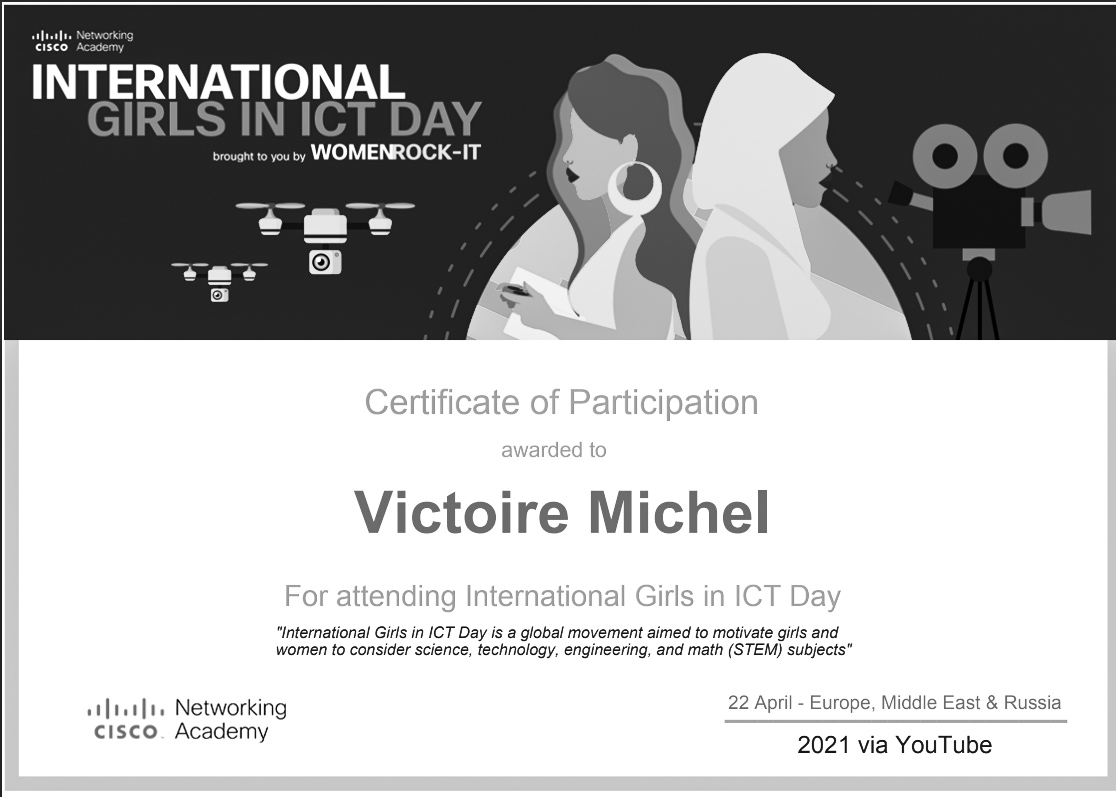 CISCO Networking Academy
INTERNATIONAL
GIRLS IN ICT DAY
brought to you by WOMENROCK-IT
Certificate of Participation
awarded to
Victoire Michel
For attending International Girls in ICT Day
"International Girls in ICT Day is a global movement aimed to motivate girls and
women to consider science, technology, engineering, and math (STEM) subjects"
CISCO. Networking Academy
22 April - Europe, Middle East & Russia
2021 via YouTube